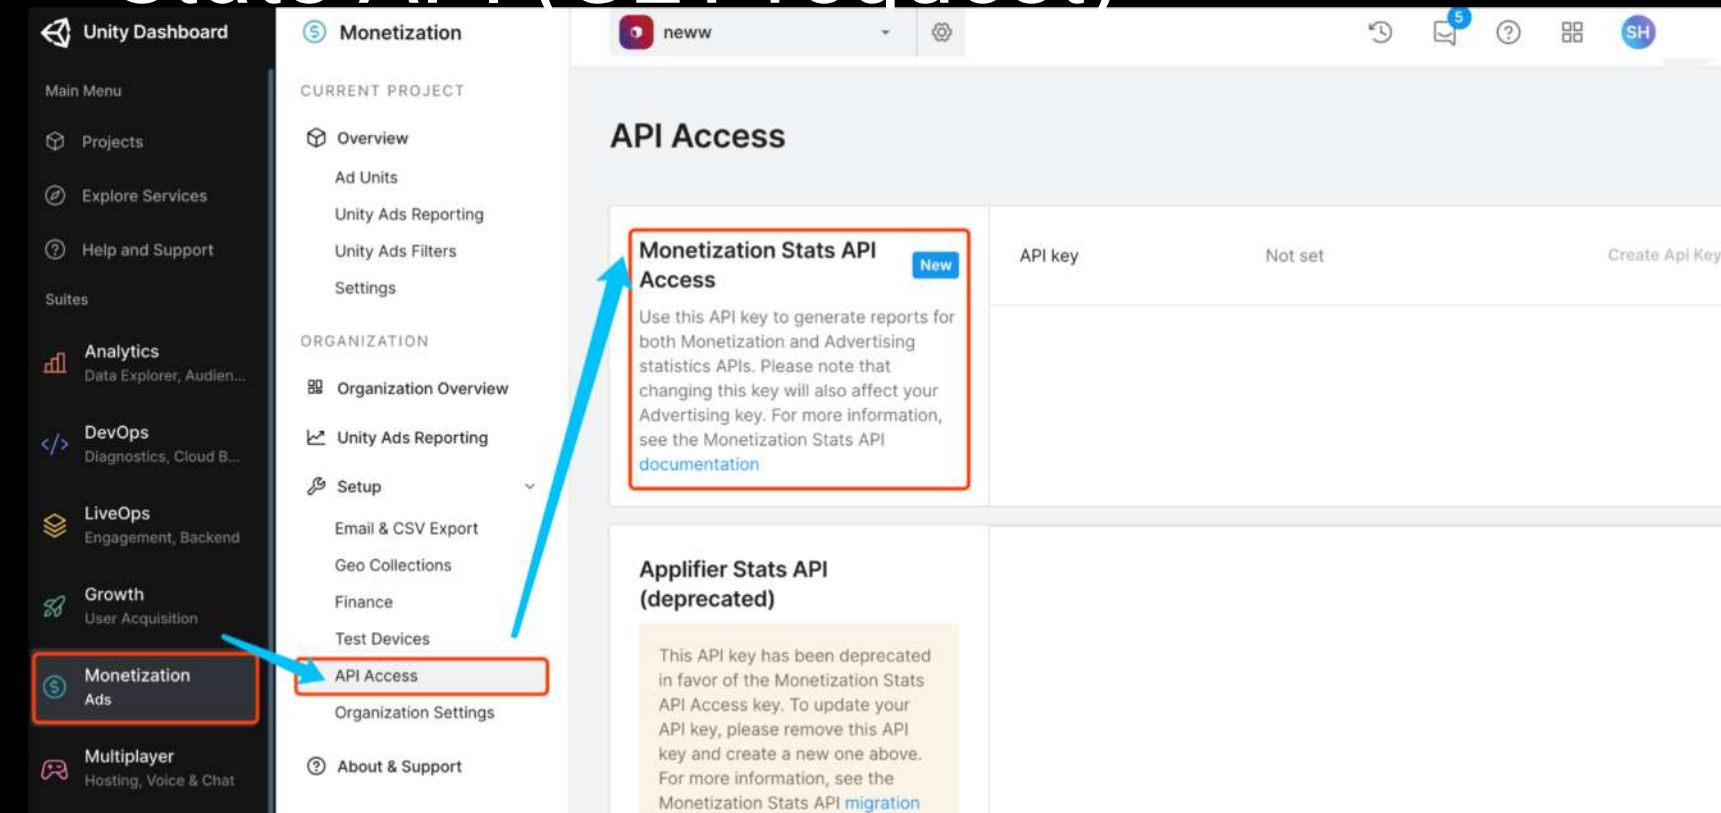 Stats API (GET request)
Unity Dashboard
Main Menu
Projects
Explore Services
Help and Support
Suites
Analytics
Data Explorer, Audien...
DevOps
Diagnostics, Cloud B...
LiveOps
Engagement, Backend
Growth
User Acquisition
Monetization
Ads
Multiplayer
Hosting, Voice & Chat
Monetization
CURRENT PROJECT
Overview
Ad Units
Unity Ads Reporting
Unity Ads Filters
Settings
ORGANIZATION
Organization Overview
Unity Ads Reporting
Setup
Email & CSV Export
Geo Collections
Finance
Test Devices
API Access
Organization Settings
About & Support
neww
5
SH
API Access
Monetization Stats API
Access
New
Use this API key to generate reports for
both Monetization and Advertising
statistics APIs. Please note that
changing this key will also affect your
Advertising key. For more information,
see the Monetization Stats API
documentation
API key
Not set
Create Api Key
Applifier Stats API
(deprecated)
This API key has been deprecated
in favor of the Monetization Stats
API Access key. To update your
API key, please remove this API
key and create a new one above.
For more information, see the
Monetization Stats API migration